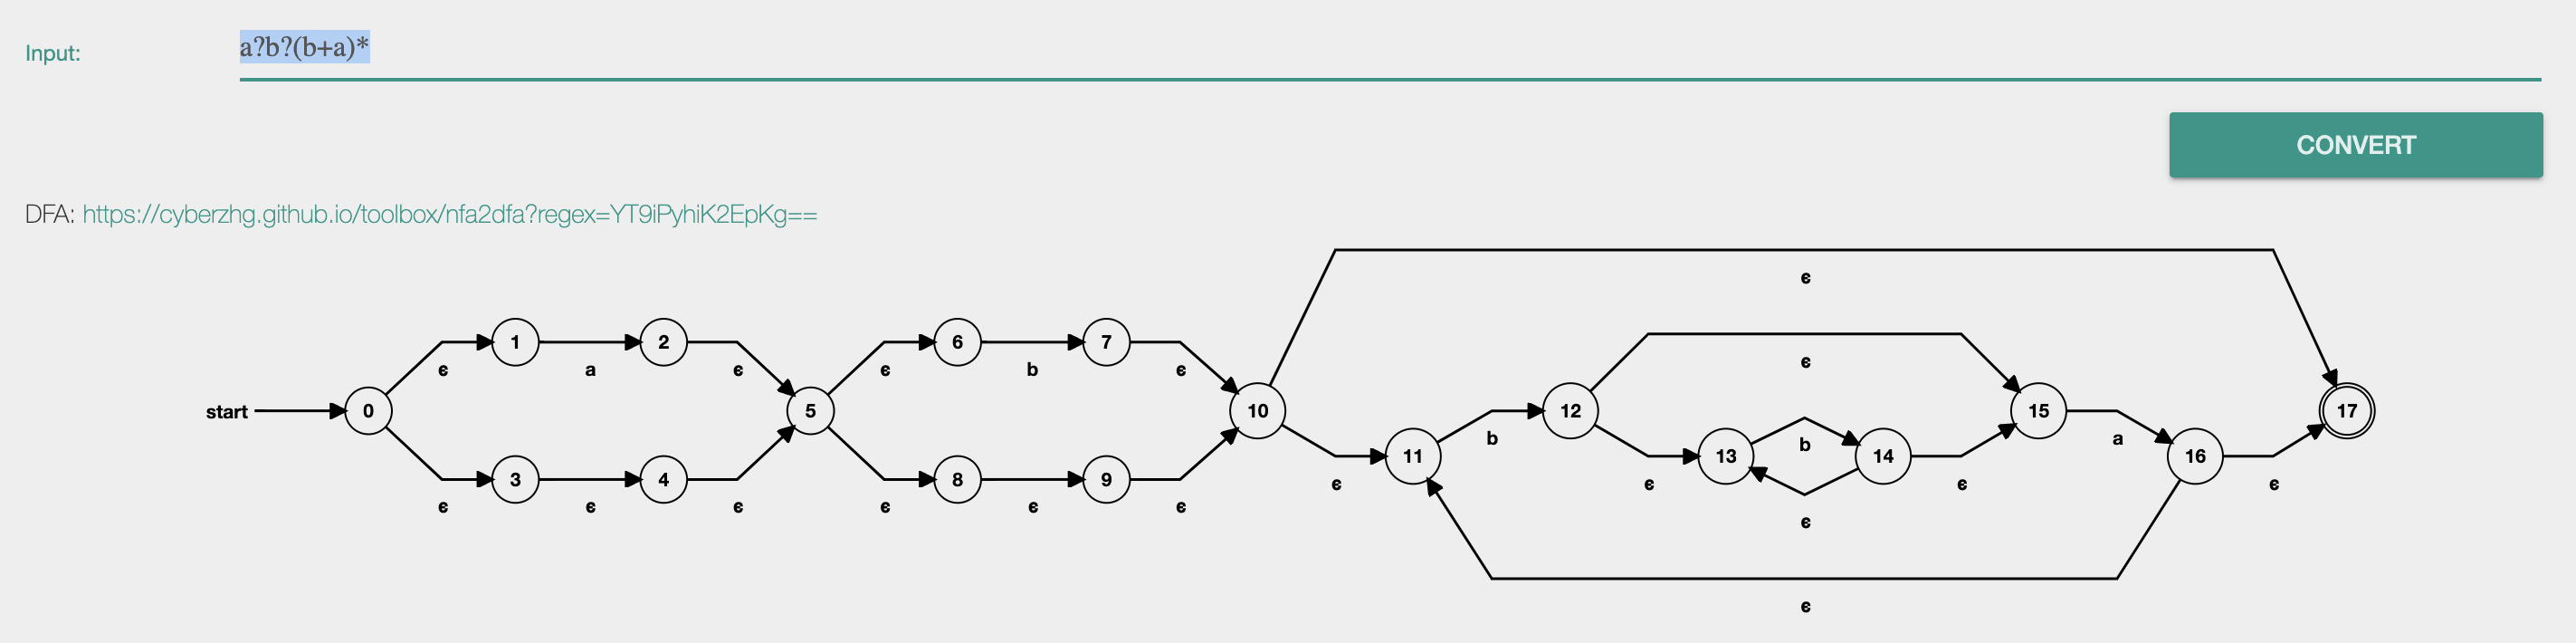 Input: a?b?(b+a)*
CONVERT
DFA: https://cyberzhg.github.io/toolbox/nfa2dfa?regex=YT9iPyhiK2EpKg==
ϵ
1 2 6 7 ϵ
ϵ a ϵ ϵ b ϵ
start 0 5 10 12 15 17
b b a
11 13 14 16
3 4 8 9 ϵ ϵ ϵ ϵ
ϵ ϵ ϵ ϵ ϵ ϵ ϵ
ϵ